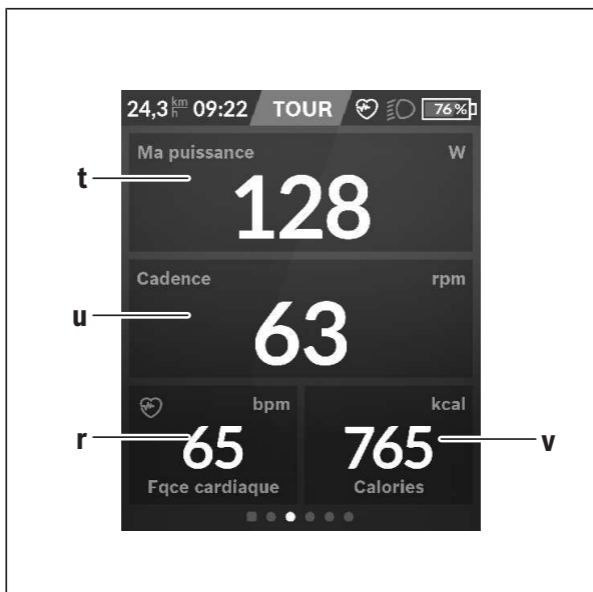 24,3 km/h 09:22 TOUR 76 %
Ma puissance W
t
128
Cadence rpm
u
63
bpm kcal
r 65 765 v
Fqce cardiaque Calories